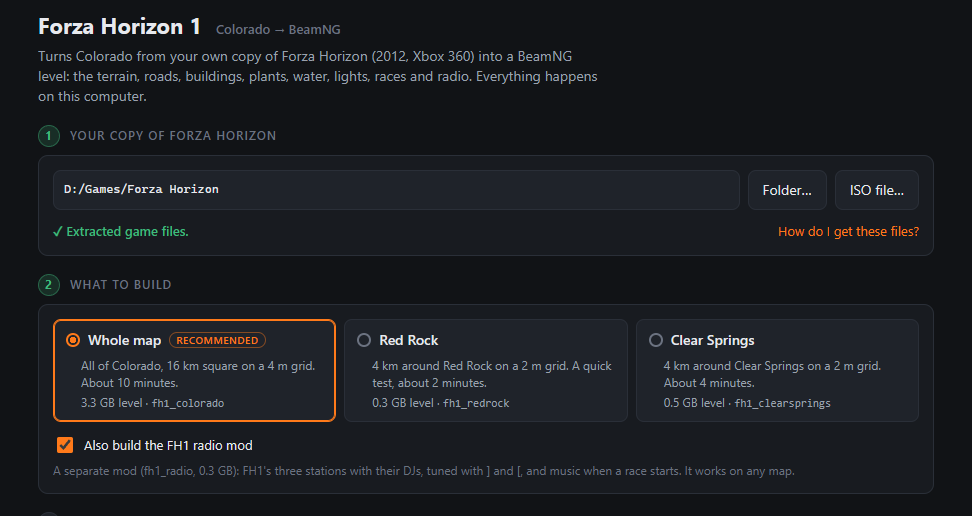 Forza Horizon 1 Colorado → BeamNG
Turns Colorado from your own copy of Forza Horizon (2012, Xbox 360) into a BeamNG
level: the terrain, roads, buildings, plants, water, lights, races and radio. Everything happens
on this computer.
1 YOUR COPY OF FORZA HORIZON
D:/Games/Forza Horizon
Folder...
ISO file...
✓ Extracted game files.
How do I get these files?
2 WHAT TO BUILD
Whole map RECOMMENDED
All of Colorado, 16 km square on a 4 m grid.
About 10 minutes.
3.3 GB level · fh1_colorado
Red Rock
4 km around Red Rock on a 2 m grid. A quick
test, about 2 minutes.
0.3 GB level · fh1_redrock
Clear Springs
4 km around Clear Springs on a 2 m grid.
About 4 minutes.
0.5 GB level · fh1_clearsprings
Also build the FH1 radio mod
A separate mod (fh1_radio, 0.3 GB): FH1's three stations with their DJs, tuned with ] and [, and music when a race starts. It works on any map.